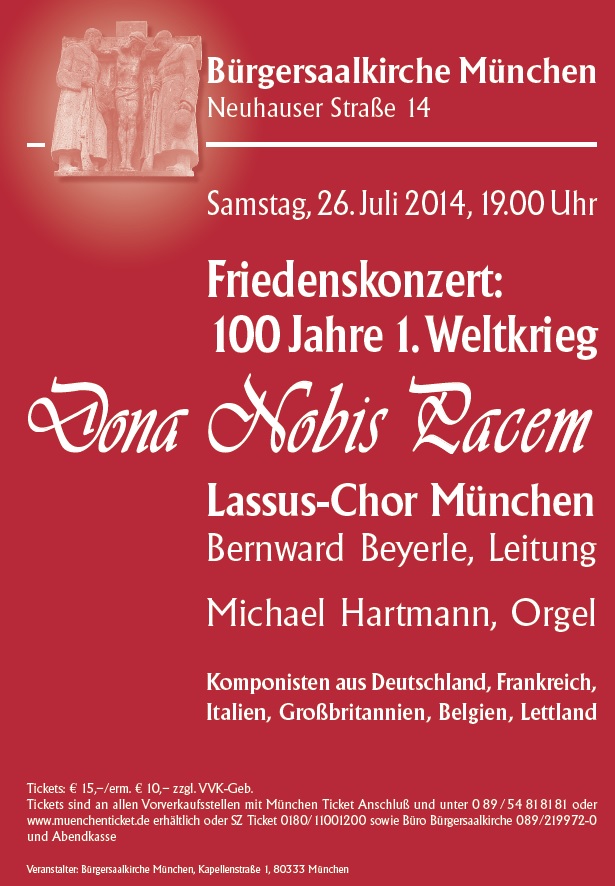 Bürgersaalkirche München
Neuhauser Straße 14
Samstag, 26. Juli 2014, 19.00 Uhr
Friedenskonzert:
100 Jahre 1. Weltkrieg
Dona Nobis Pacem
Lassus-Chor München
Bernward Beyerle, Leitung
Michael Hartmann, Orgel
Komponisten aus Deutschland, Frankreich,
Italien, Großbritannien, Belgien, Lettland
Tickets: € 15,–/erm. € 10,– zzgl. VVK-Geb.
Tickets sind an allen Vorverkaufsstellen mit München Ticket Anschluß und unter 0 89 / 54 81 81 81 oder
www.muenchenticket.de erhältlich oder SZ Ticket 0180/11001200 sowie Büro Bürgersaalkirche 089/219972-0
und Abendkasse
Veranstalter: Bürgersaalkirche München, Kapellenstraße 1, 80333 München